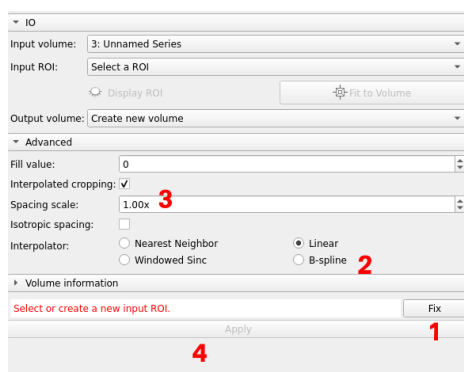 IO
Input volume: 3: Unnamed Series
Input ROI: Select a ROI
Display ROI Fit to Volume
Output volume: Create new volume
Advanced
Fill value: 0
Interpolated cropping:
3
Spacing scale: 1.00x
Isotropic spacing:
Interpolator: Nearest Neighbor Linear
Windowed Sinc B-spline 2
Volume information
Select or create a new input ROI. Fix
1
Apply
4